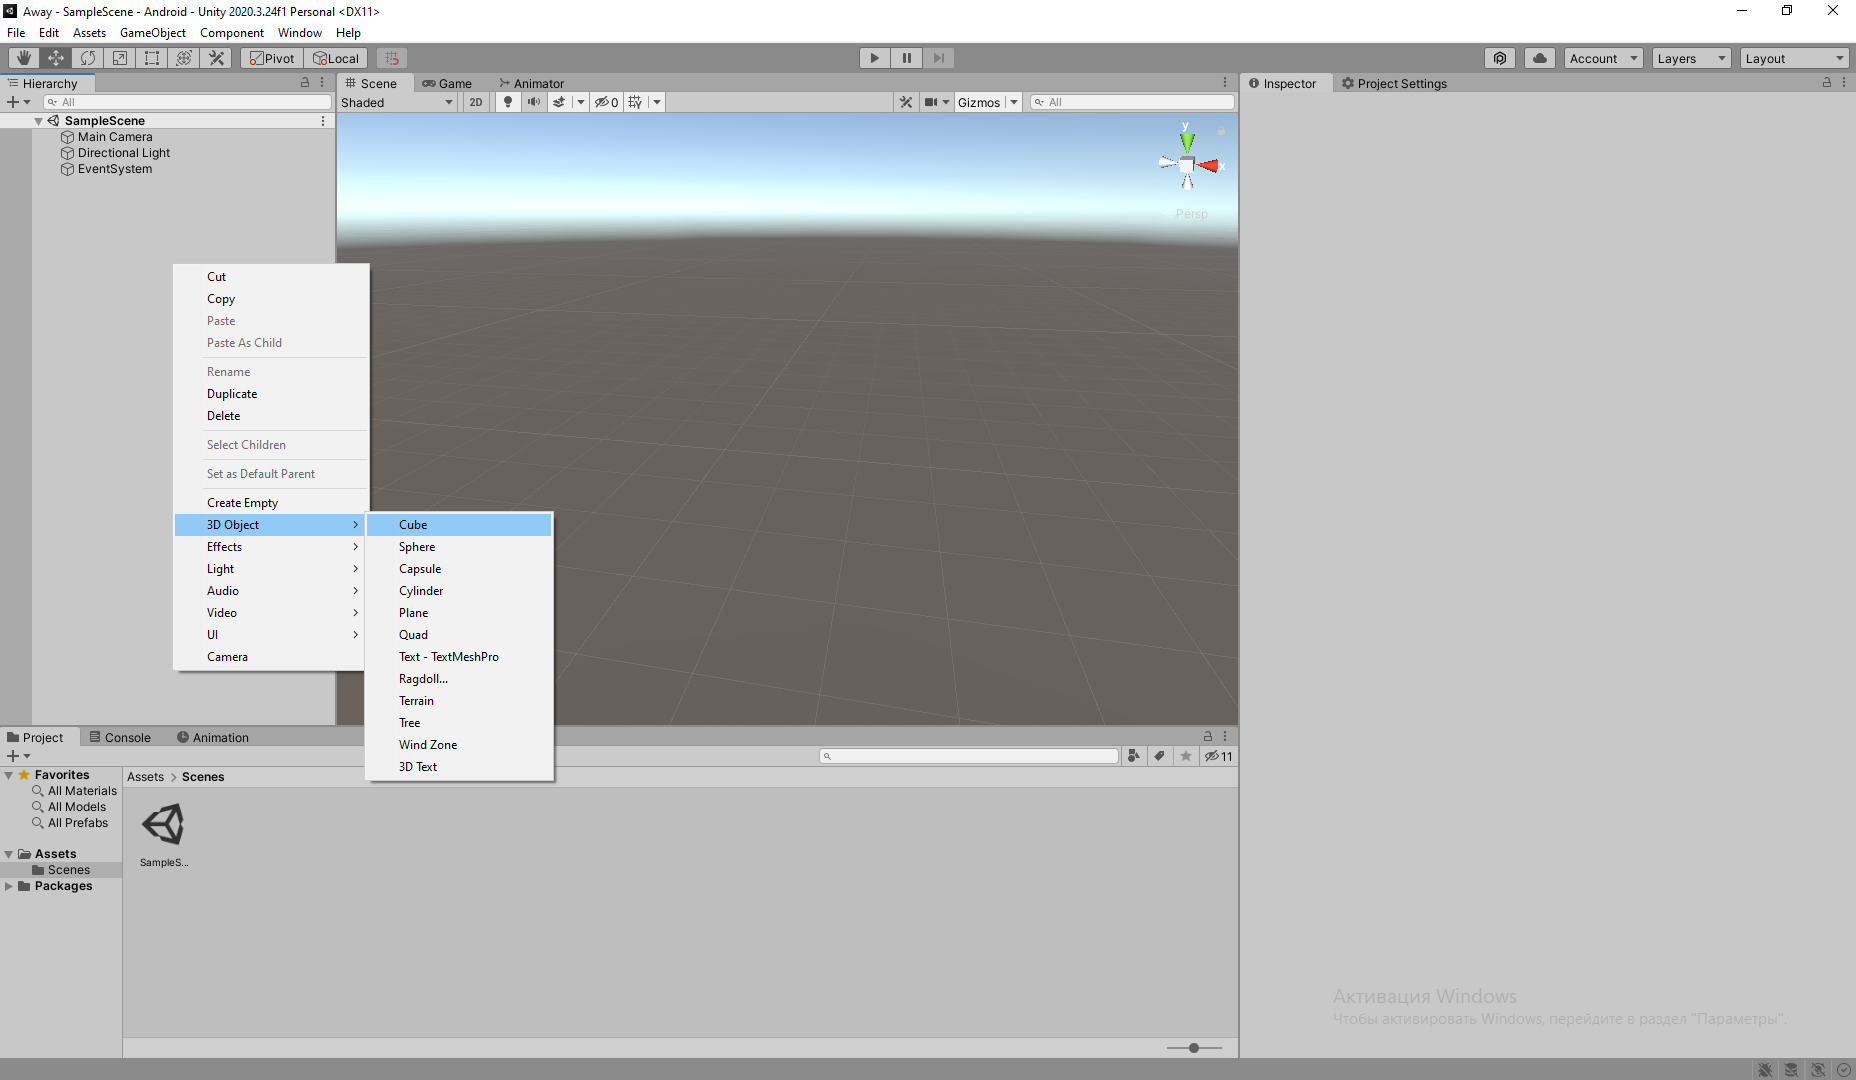 Away - SampleScene - Android - Unity 2020.3.24f1 Personal <DX11>
File Edit Assets GameObject Component Window Help
Pivot Local Account Layers Layout
Hierarchy Scene Game Animator Inspector Project Settings
All Shaded 2D 0 Gizmos All
SampleScene
Main Camera
Directional Light
EventSystem
y
x
Persp
Cut
Copy
Paste
Paste As Child
Rename
Duplicate
Delete
Select Children
Set as Default Parent
Create Empty
3D Object
Effects
Light
Audio
Video
UI
Camera
Cube
Sphere
Capsule
Cylinder
Plane
Quad
Text - TextMeshPro
Ragdoll...
Terrain
Tree
Wind Zone
3D Text
Project Console Animation
11
Favorites
All Materials
All Models
All Prefabs
Assets
Scenes
Packages
Assets > Scenes
SampleS...
Активация Windows
Чтобы активировать Windows, перейдите в раздел "Параметры".